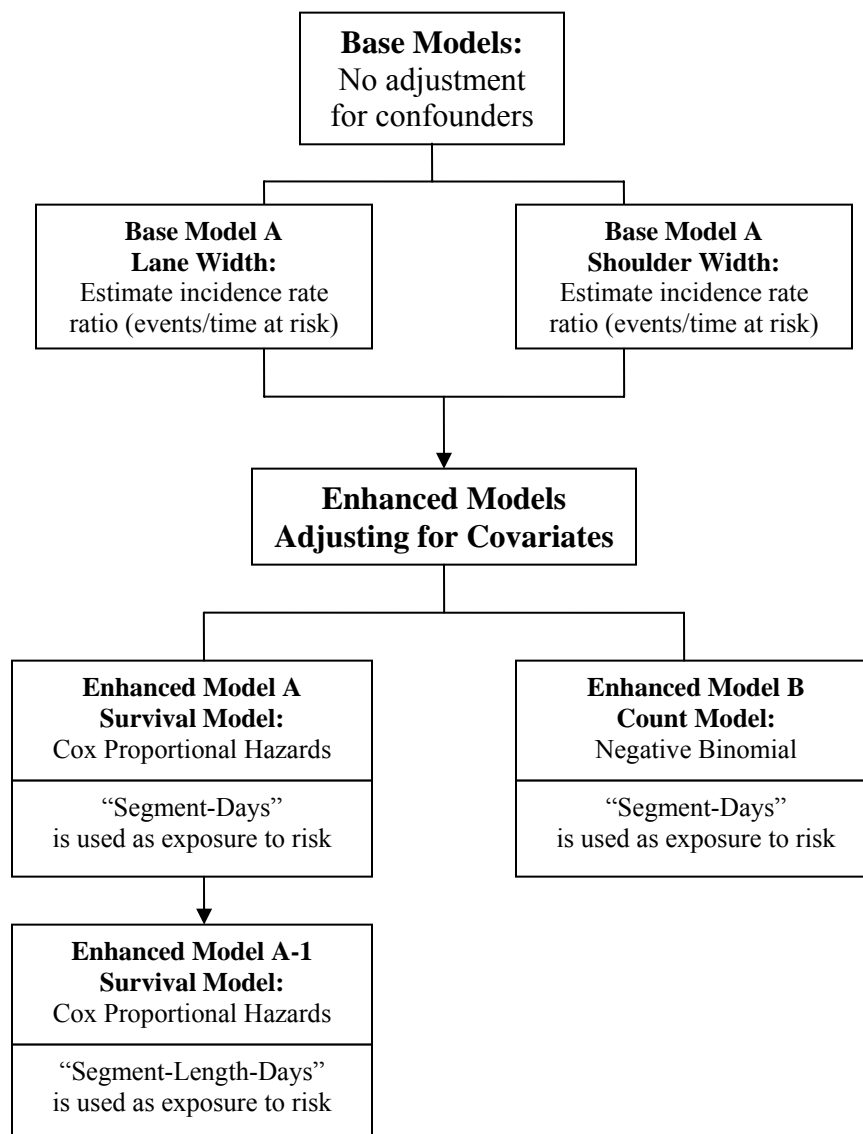 Base Models:
No adjustment
for confounders
Base Model A
Lane Width:
Estimate incidence rate
ratio (events/time at risk)
Base Model A
Shoulder Width:
Estimate incidence rate
ratio (events/time at risk)
Enhanced Models
Adjusting for Covariates
Enhanced Model A
Survival Model:
Cox Proportional Hazards
“Segment-Days”
is used as exposure to risk
Enhanced Model B
Count Model:
Negative Binomial
“Segment-Days”
is used as exposure to risk
Enhanced Model A-1
Survival Model:
Cox Proportional Hazards
“Segment-Length-Days”
is used as exposure to risk